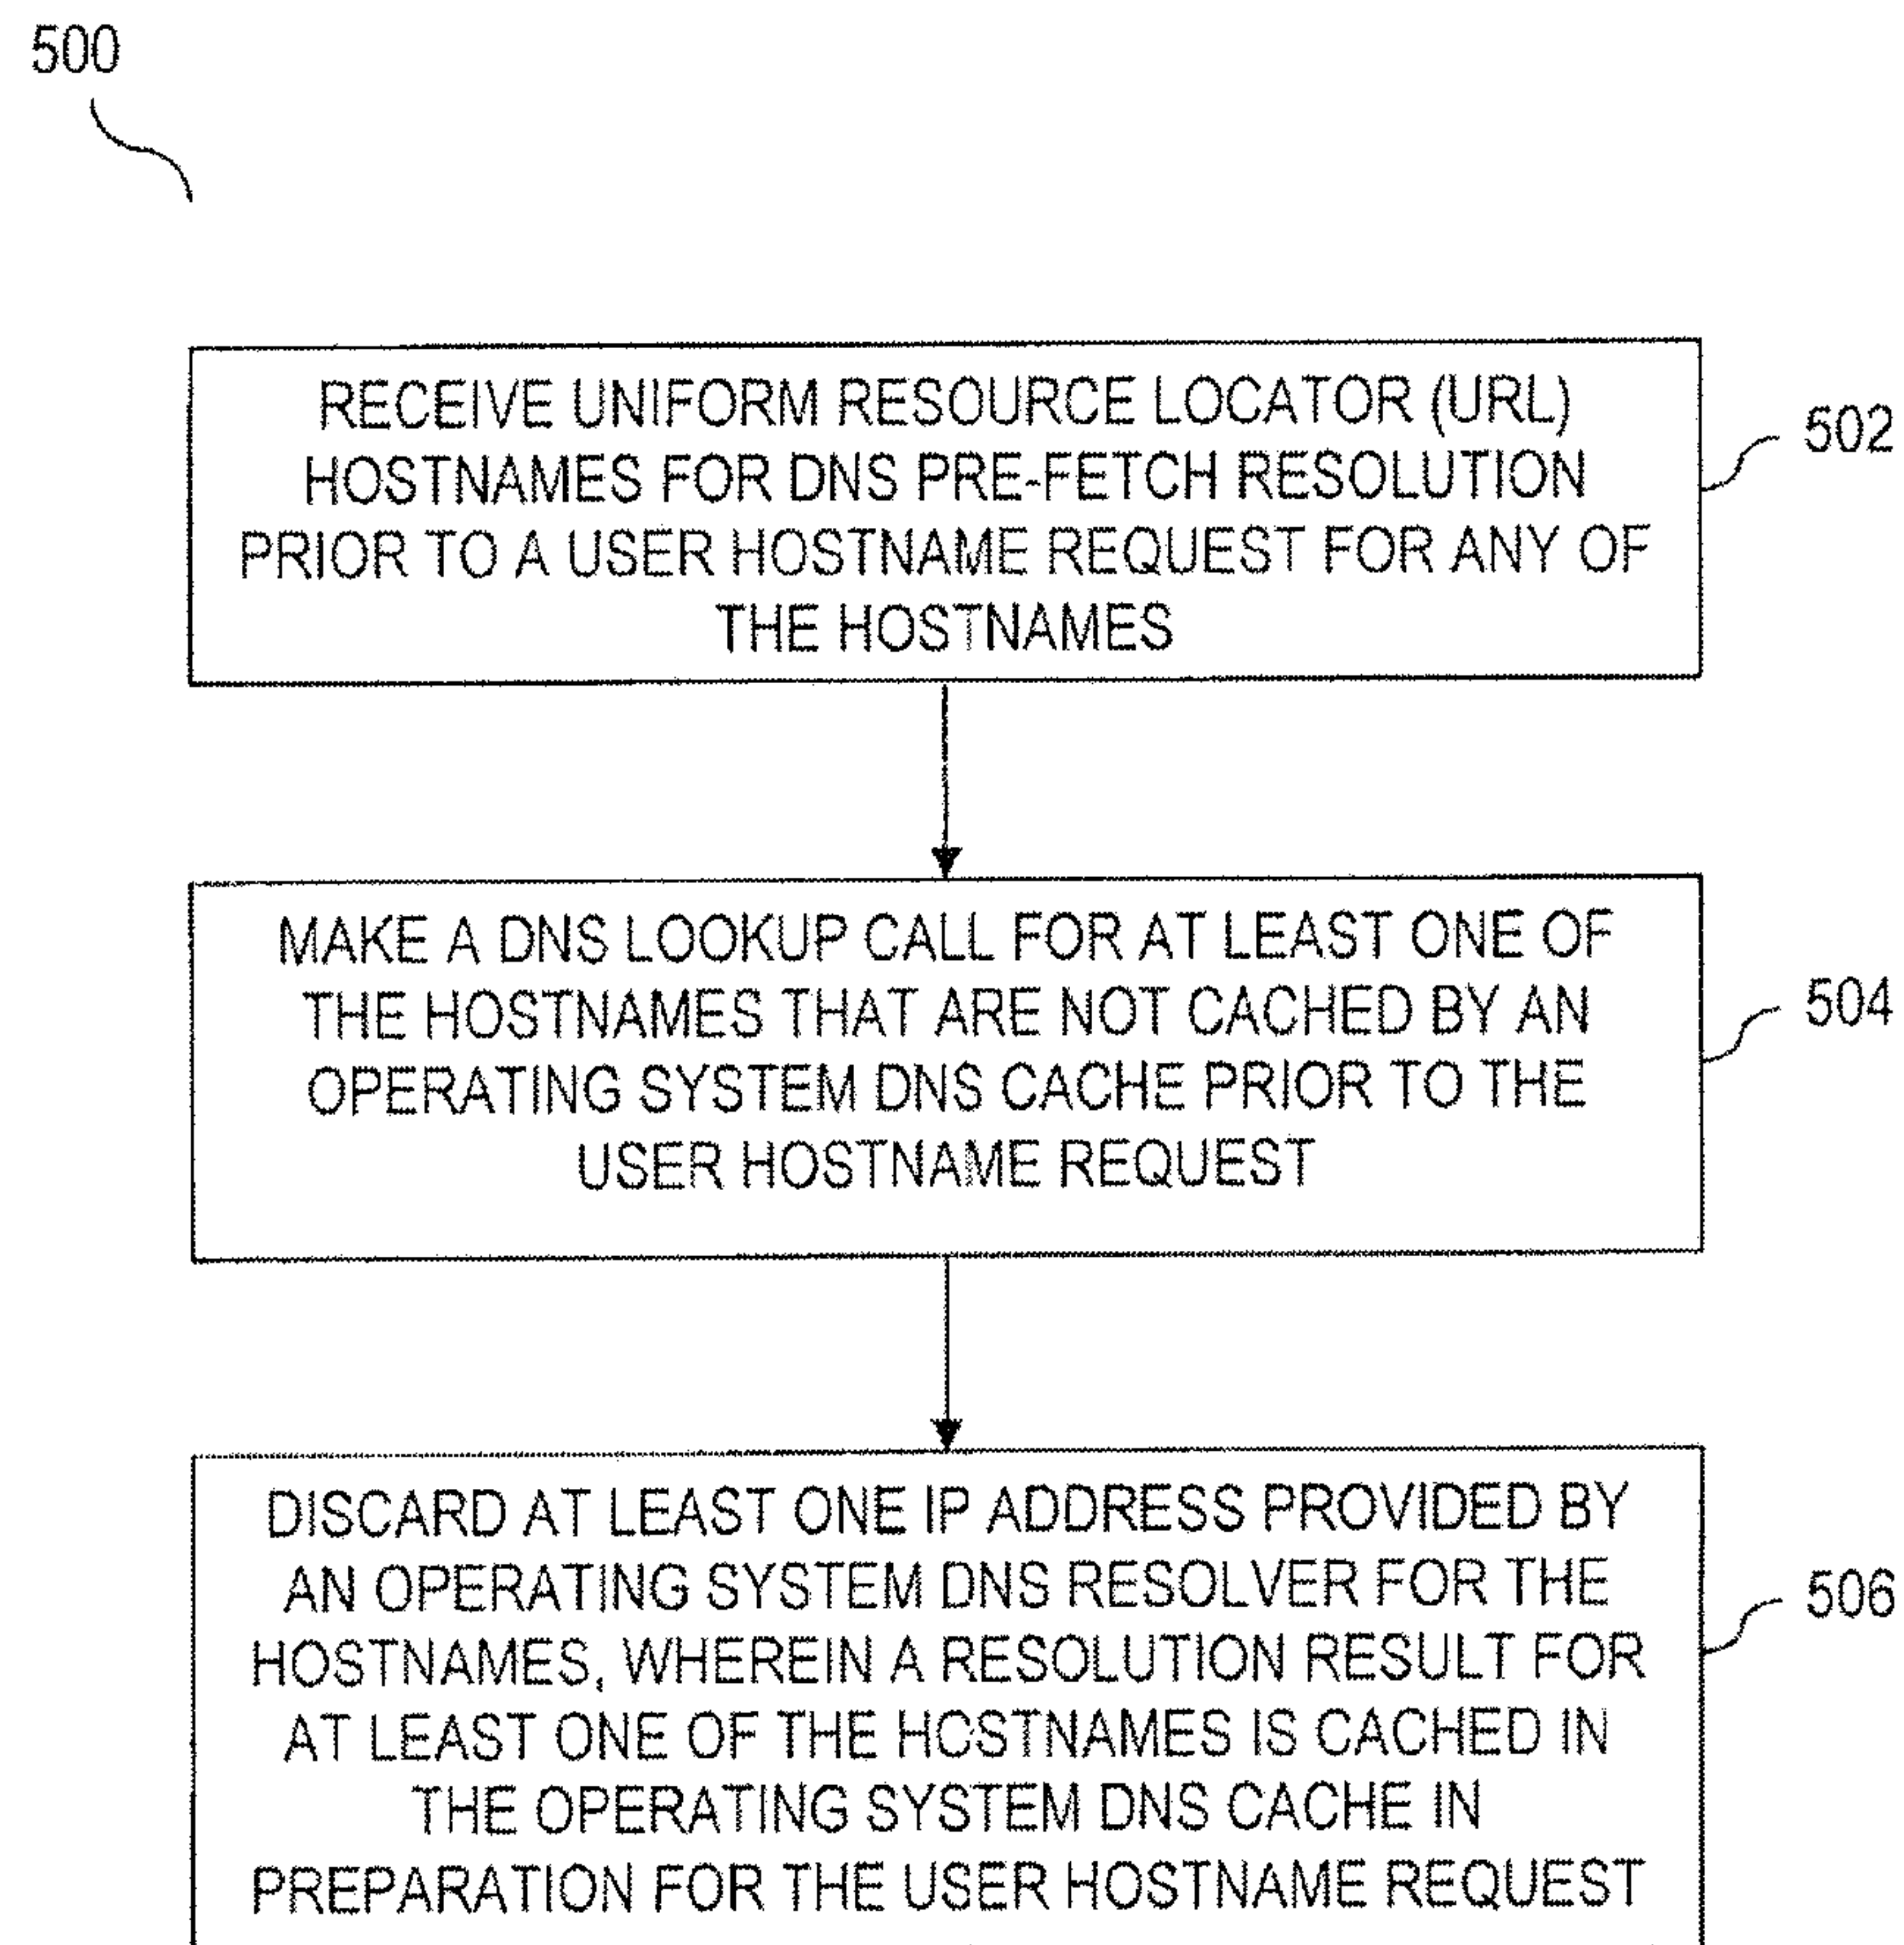 500
RECEIVE UNIFORM RESOURCE LOCATOR (URL)
HOSTNAMES FOR DNS PRE-FETCH RESOLUTION
PRIOR TO A USER HOSTNAME REQUEST FOR ANY OF
THE HOSTNAMES
502
MAKE A DNS LOOKUP CALL FOR AT LEAST ONE OF
THE HOSTNAMES THAT ARE NOT CACHED BY AN
OPERATING SYSTEM DNS CACHE PRIOR TO THE
USER HOSTNAME REQUEST
504
DISCARD AT LEAST ONE IP ADDRESS PROVIDED BY
AN OPERATING SYSTEM DNS RESOLVER FOR THE
HOSTNAMES, WHEREIN A RESOLUTION RESULT FOR
AT LEAST ONE OF THE HOSTNAMES IS CACHED IN
THE OPERATING SYSTEM DNS CACHE IN
PREPARATION FOR THE USER HOSTNAME REQUEST
506